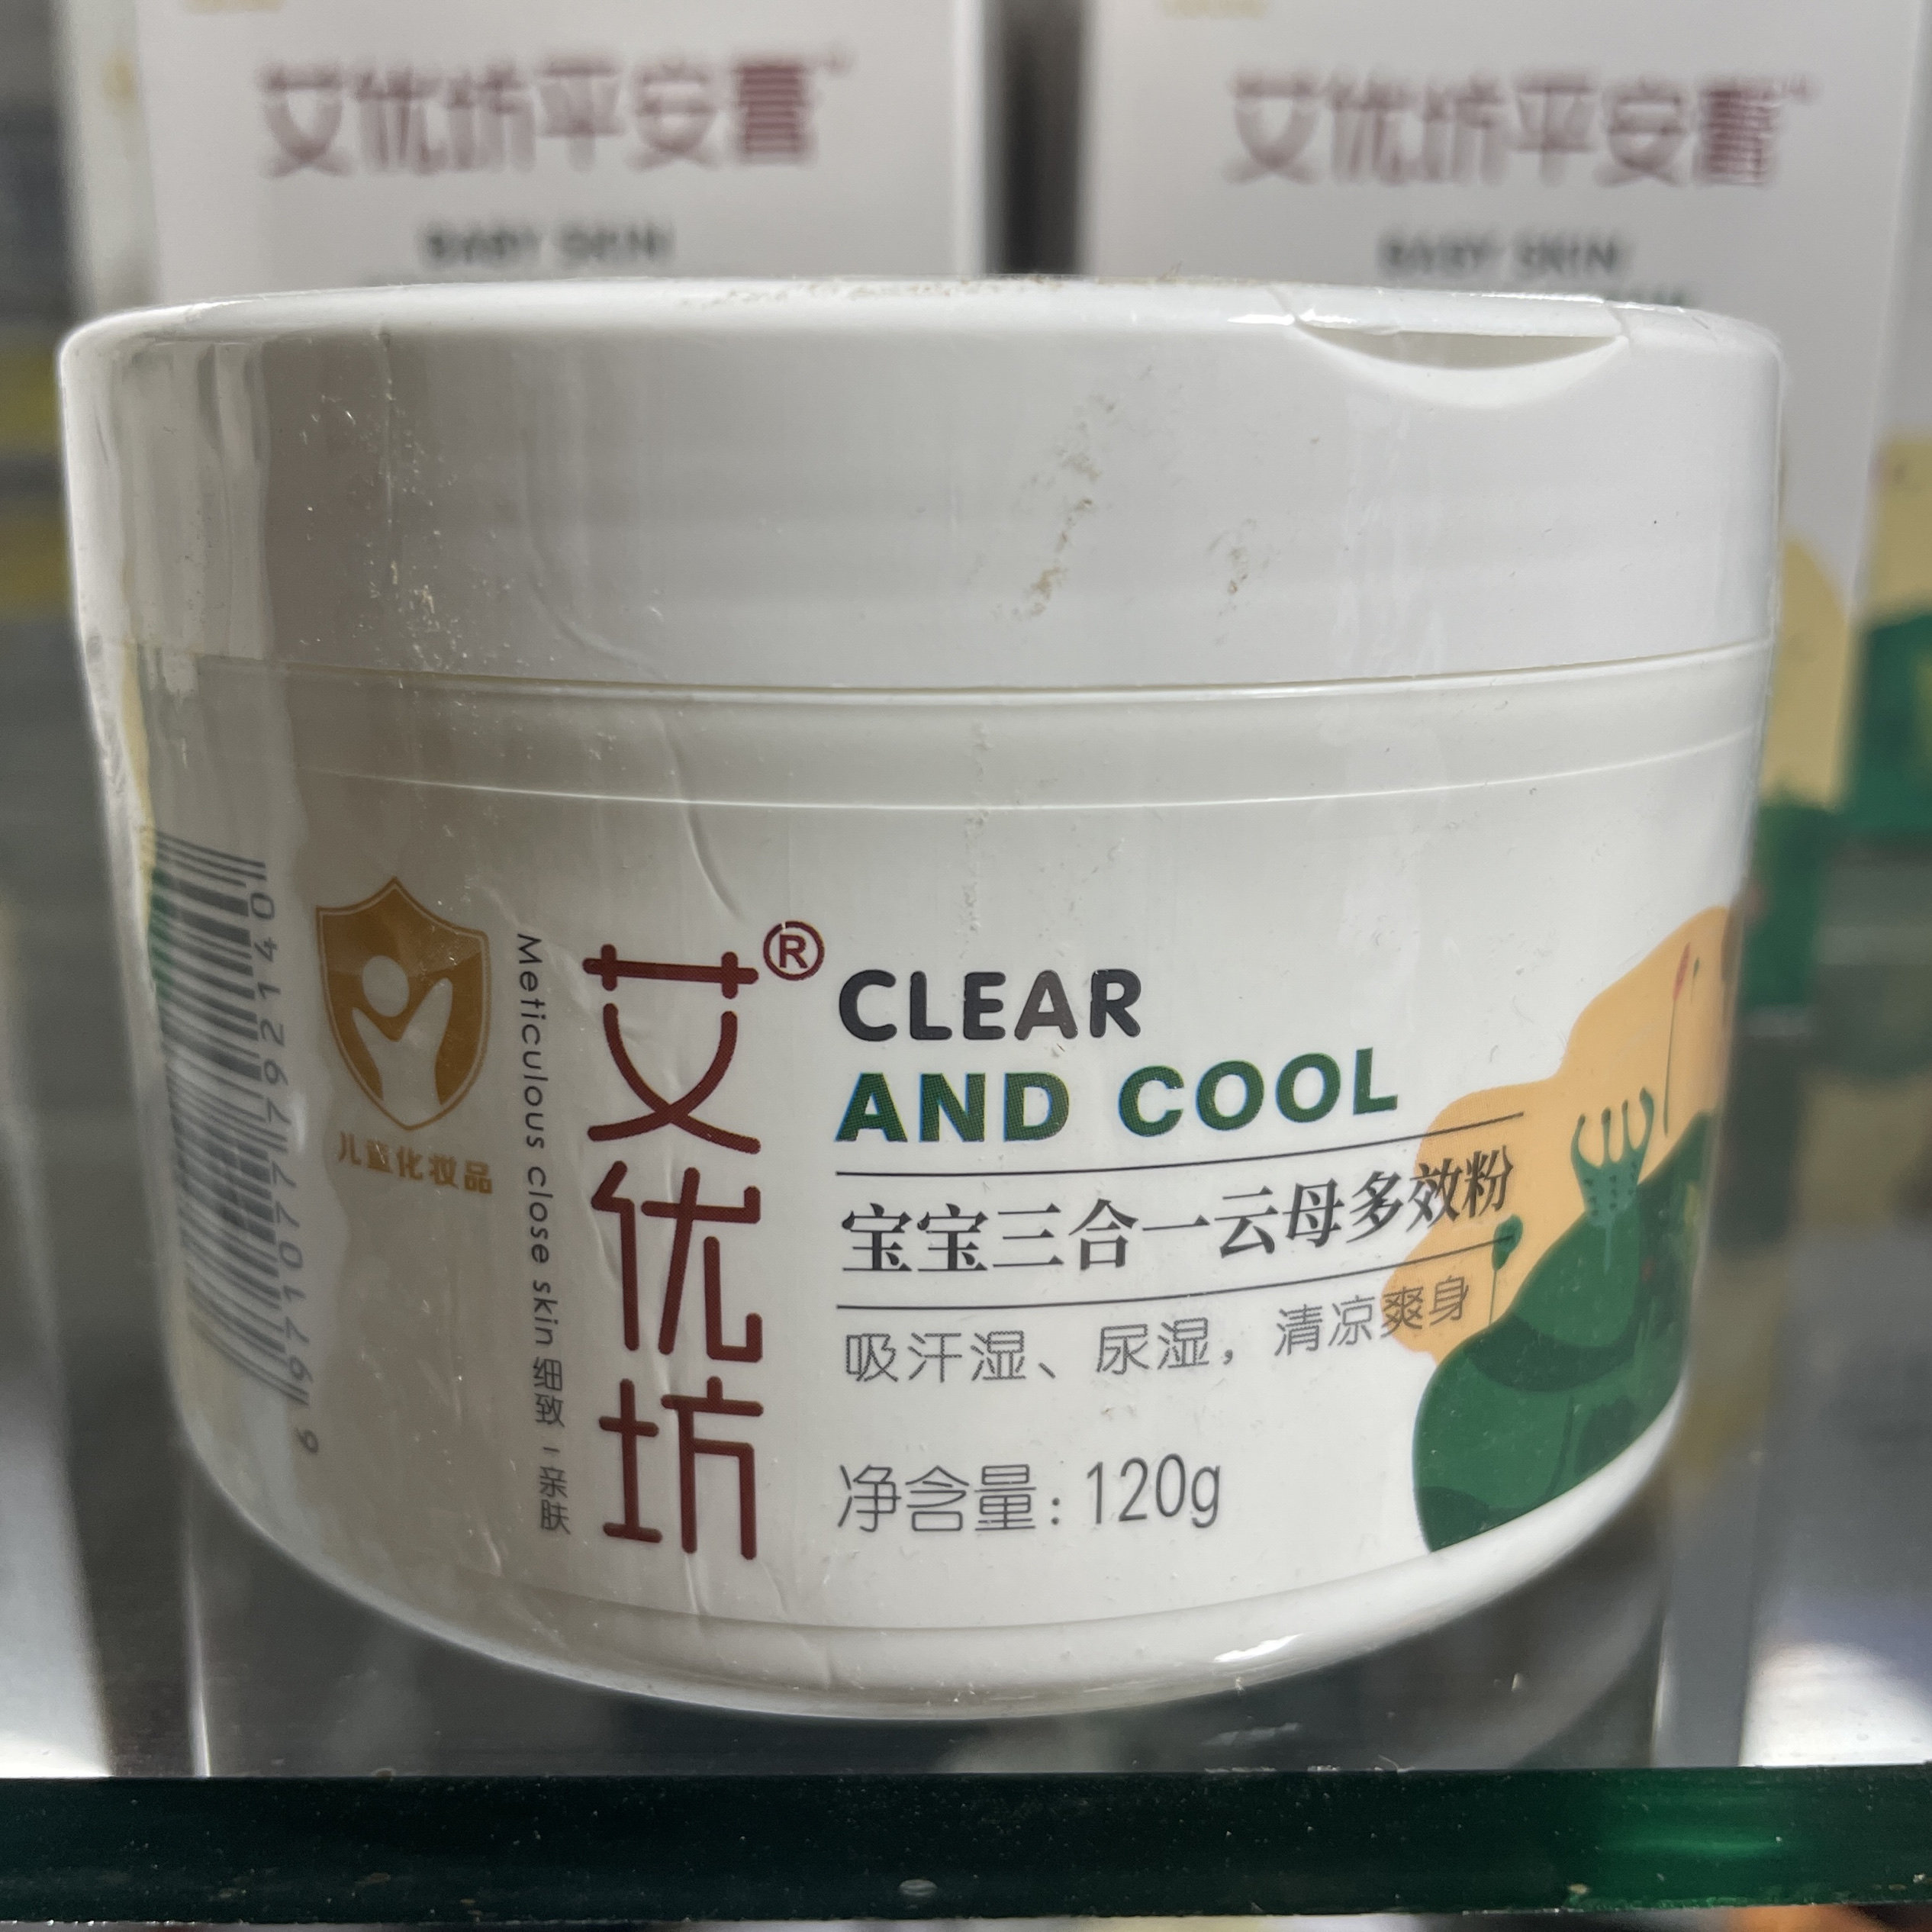 艾优坊平安膏
BABY SKIN
艾优坊平安膏
BABY SKIN
儿童化妆品
Meticulous close skin 细致 - 亲肤
艾优坊®
CLEAR
AND COOL
宝宝三合一云母多效粉
吸汗湿、尿湿，清凉爽身
净含量：120g